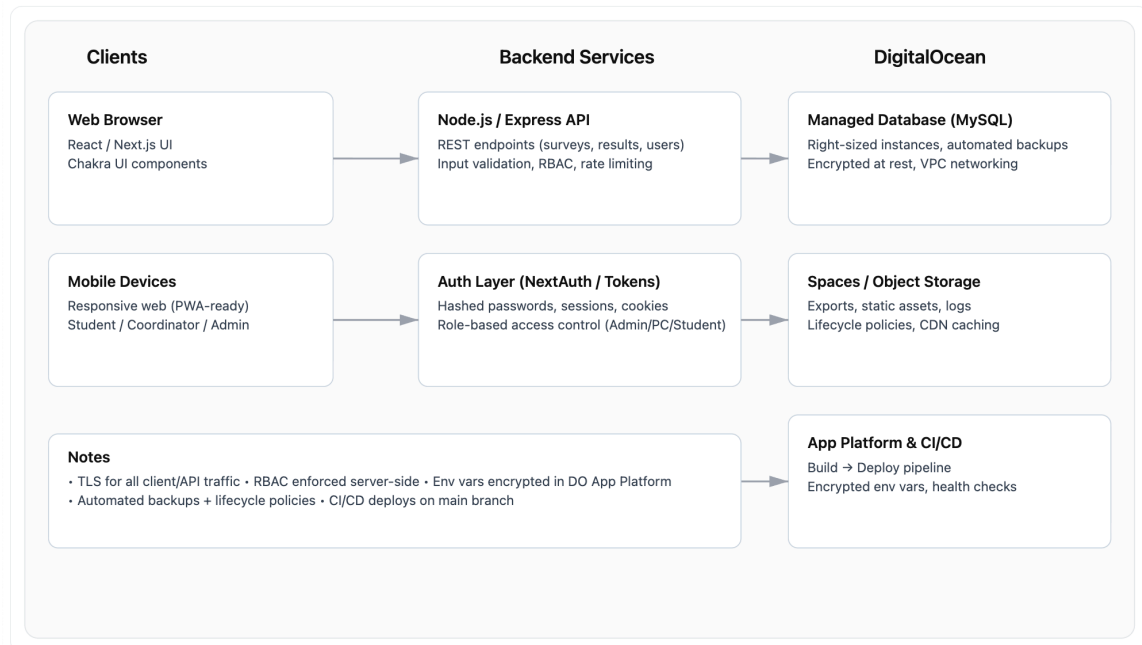 Clients
Backend Services
DigitalOcean
Web Browser
React / Next.js UI
Chakra UI components
Node.js / Express API
REST endpoints (surveys, results, users)
Input validation, RBAC, rate limiting
Managed Database (MySQL)
Right-sized instances, automated backups
Encrypted at rest, VPC networking
Mobile Devices
Responsive web (PWA-ready)
Student / Coordinator / Admin
Auth Layer (NextAuth / Tokens)
Hashed passwords, sessions, cookies
Role-based access control (Admin/PC/Student)
Spaces / Object Storage
Exports, static assets, logs
Lifecycle policies, CDN caching
Notes
• TLS for all client/API traffic • RBAC enforced server-side • Env vars encrypted in DO App Platform
• Automated backups + lifecycle policies • CI/CD deploys on main branch
App Platform & CI/CD
Build → Deploy pipeline
Encrypted env vars, health checks